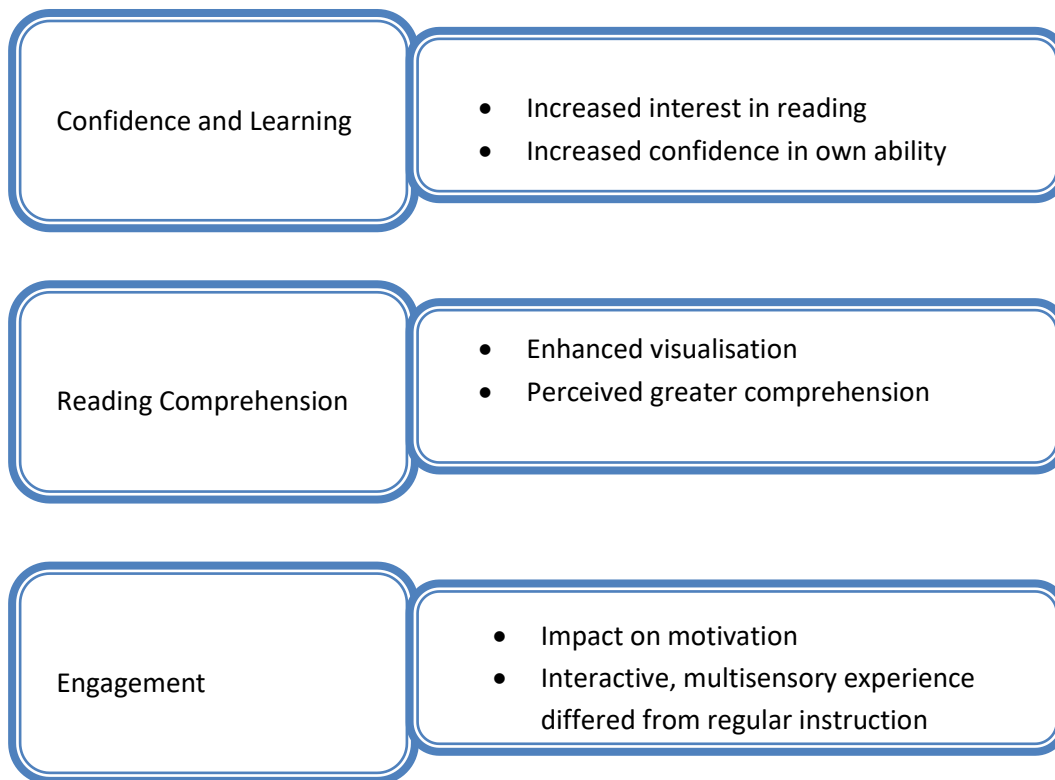 Confidence and Learning
• Increased interest in reading
• Increased confidence in own ability
Reading Comprehension
• Enhanced visualisation
• Perceived greater comprehension
Engagement
• Impact on motivation
• Interactive, multisensory experience
differed from regular instruction